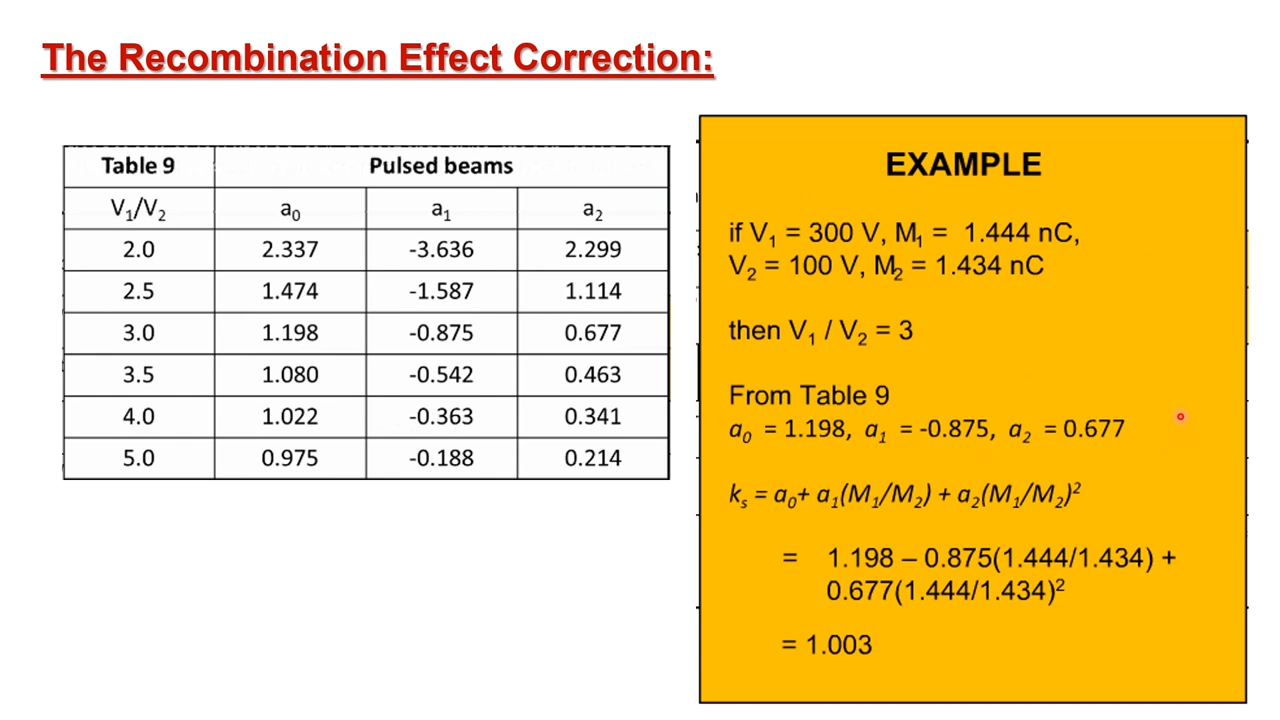 The Recombination Effect Correction:
Table 9 Pulsed beams
V₁/V₂ a₀ a₁ a₂
2.0 2.337 -3.636 2.299
2.5 1.474 -1.587 1.114
3.0 1.198 -0.875 0.677
3.5 1.080 -0.542 0.463
4.0 1.022 -0.363 0.341
5.0 0.975 -0.188 0.214
EXAMPLE
if V₁ = 300 V, M₁ = 1.444 nC,
V₂ = 100 V, M₂ = 1.434 nC
then V₁ / V₂ = 3
From Table 9
a₀ = 1.198, a₁ = -0.875, a₂ = 0.677
kₛ = a₀+ a₁(M₁/M₂) + a₂(M₁/M₂)²
= 1.198 – 0.875(1.444/1.434) +
0.677(1.444/1.434)²
= 1.003